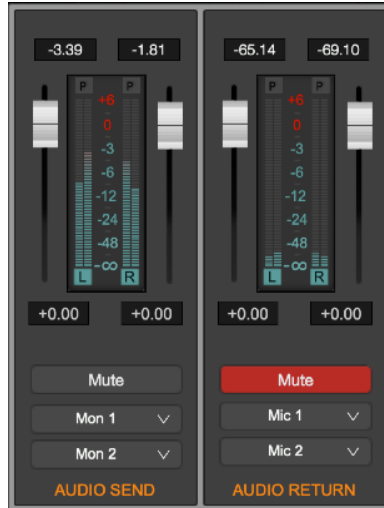 -3.39 -1.81
P P
+6
0
-3
-6
-12
-24
-48
-∞
L R
+0.00 +0.00
Mute
Mon 1
Mon 2
AUDIO SEND
-65.14 -69.10
P P
+6
0
-3
-6
-12
-24
-48
-∞
L R
+0.00 +0.00
Mute
Mic 1
Mic 2
AUDIO RETURN